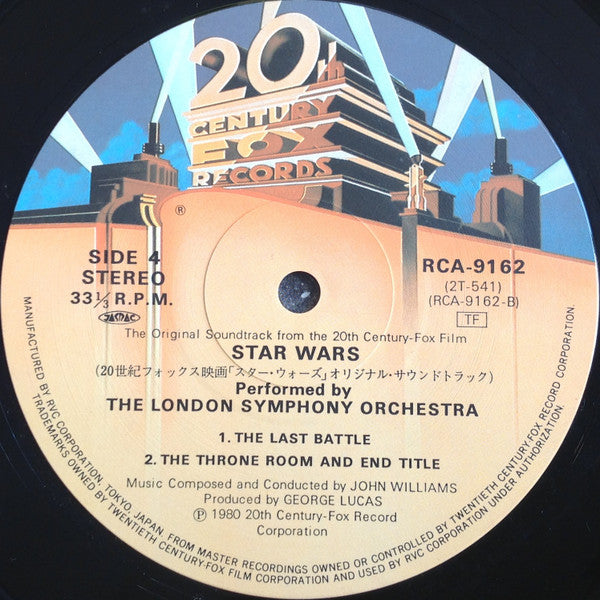 20th
CENTURY
FOX
RECORDS
®
SIDE 4
STEREO
33 1/3 R.P.M.
JASRAC
RCA-9162
(2T-541)
(RCA-9162-B)
TF
The Original Soundtrack from the 20th Century-Fox Film
STAR WARS
(20世紀フォックス映画「スター・ウォーズ」オリジナル・サウンドトラック)
Performed by
THE LONDON SYMPHONY ORCHESTRA
1. THE LAST BATTLE
2. THE THRONE ROOM AND END TITLE
Music Composed and Conducted by JOHN WILLIAMS
Produced by GEORGE LUCAS
℗ 1980 20th Century-Fox Record
Corporation
MANUFACTURED BY RVC CORPORATION, TOKYO, JAPAN FROM MASTER RECORDINGS OWNED OR CONTROLLED BY TWENTIETH CENTURY-FOX RECORD CORPORATION.
TRADEMARKS OWNED BY TWENTIETH CENTURY-FOX FILM CORPORATION AND USED BY RVC CORPORATION UNDER AUTHORIZATION.